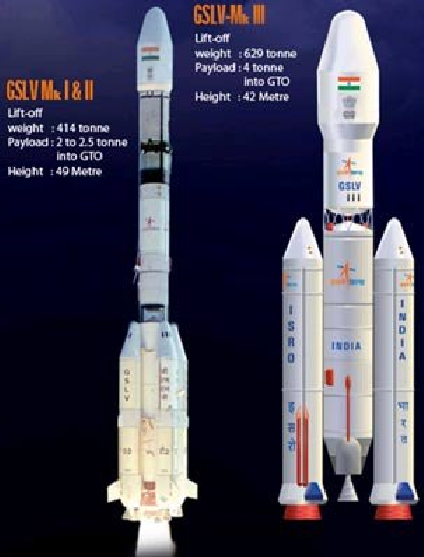 GSLV-Mk III
Lift-off
weight : 629 tonne
Payload : 4 tonne
into GTO
Height : 42 Metre
GSLV Mk I & II
Lift-off
weight : 414 tonne
Payload : 2 to 2.5 tonne
into GTO
Height : 49 Metre
GSLV
III
INDIA
ISRO
इसरो
INDIA
भारत
GSLV